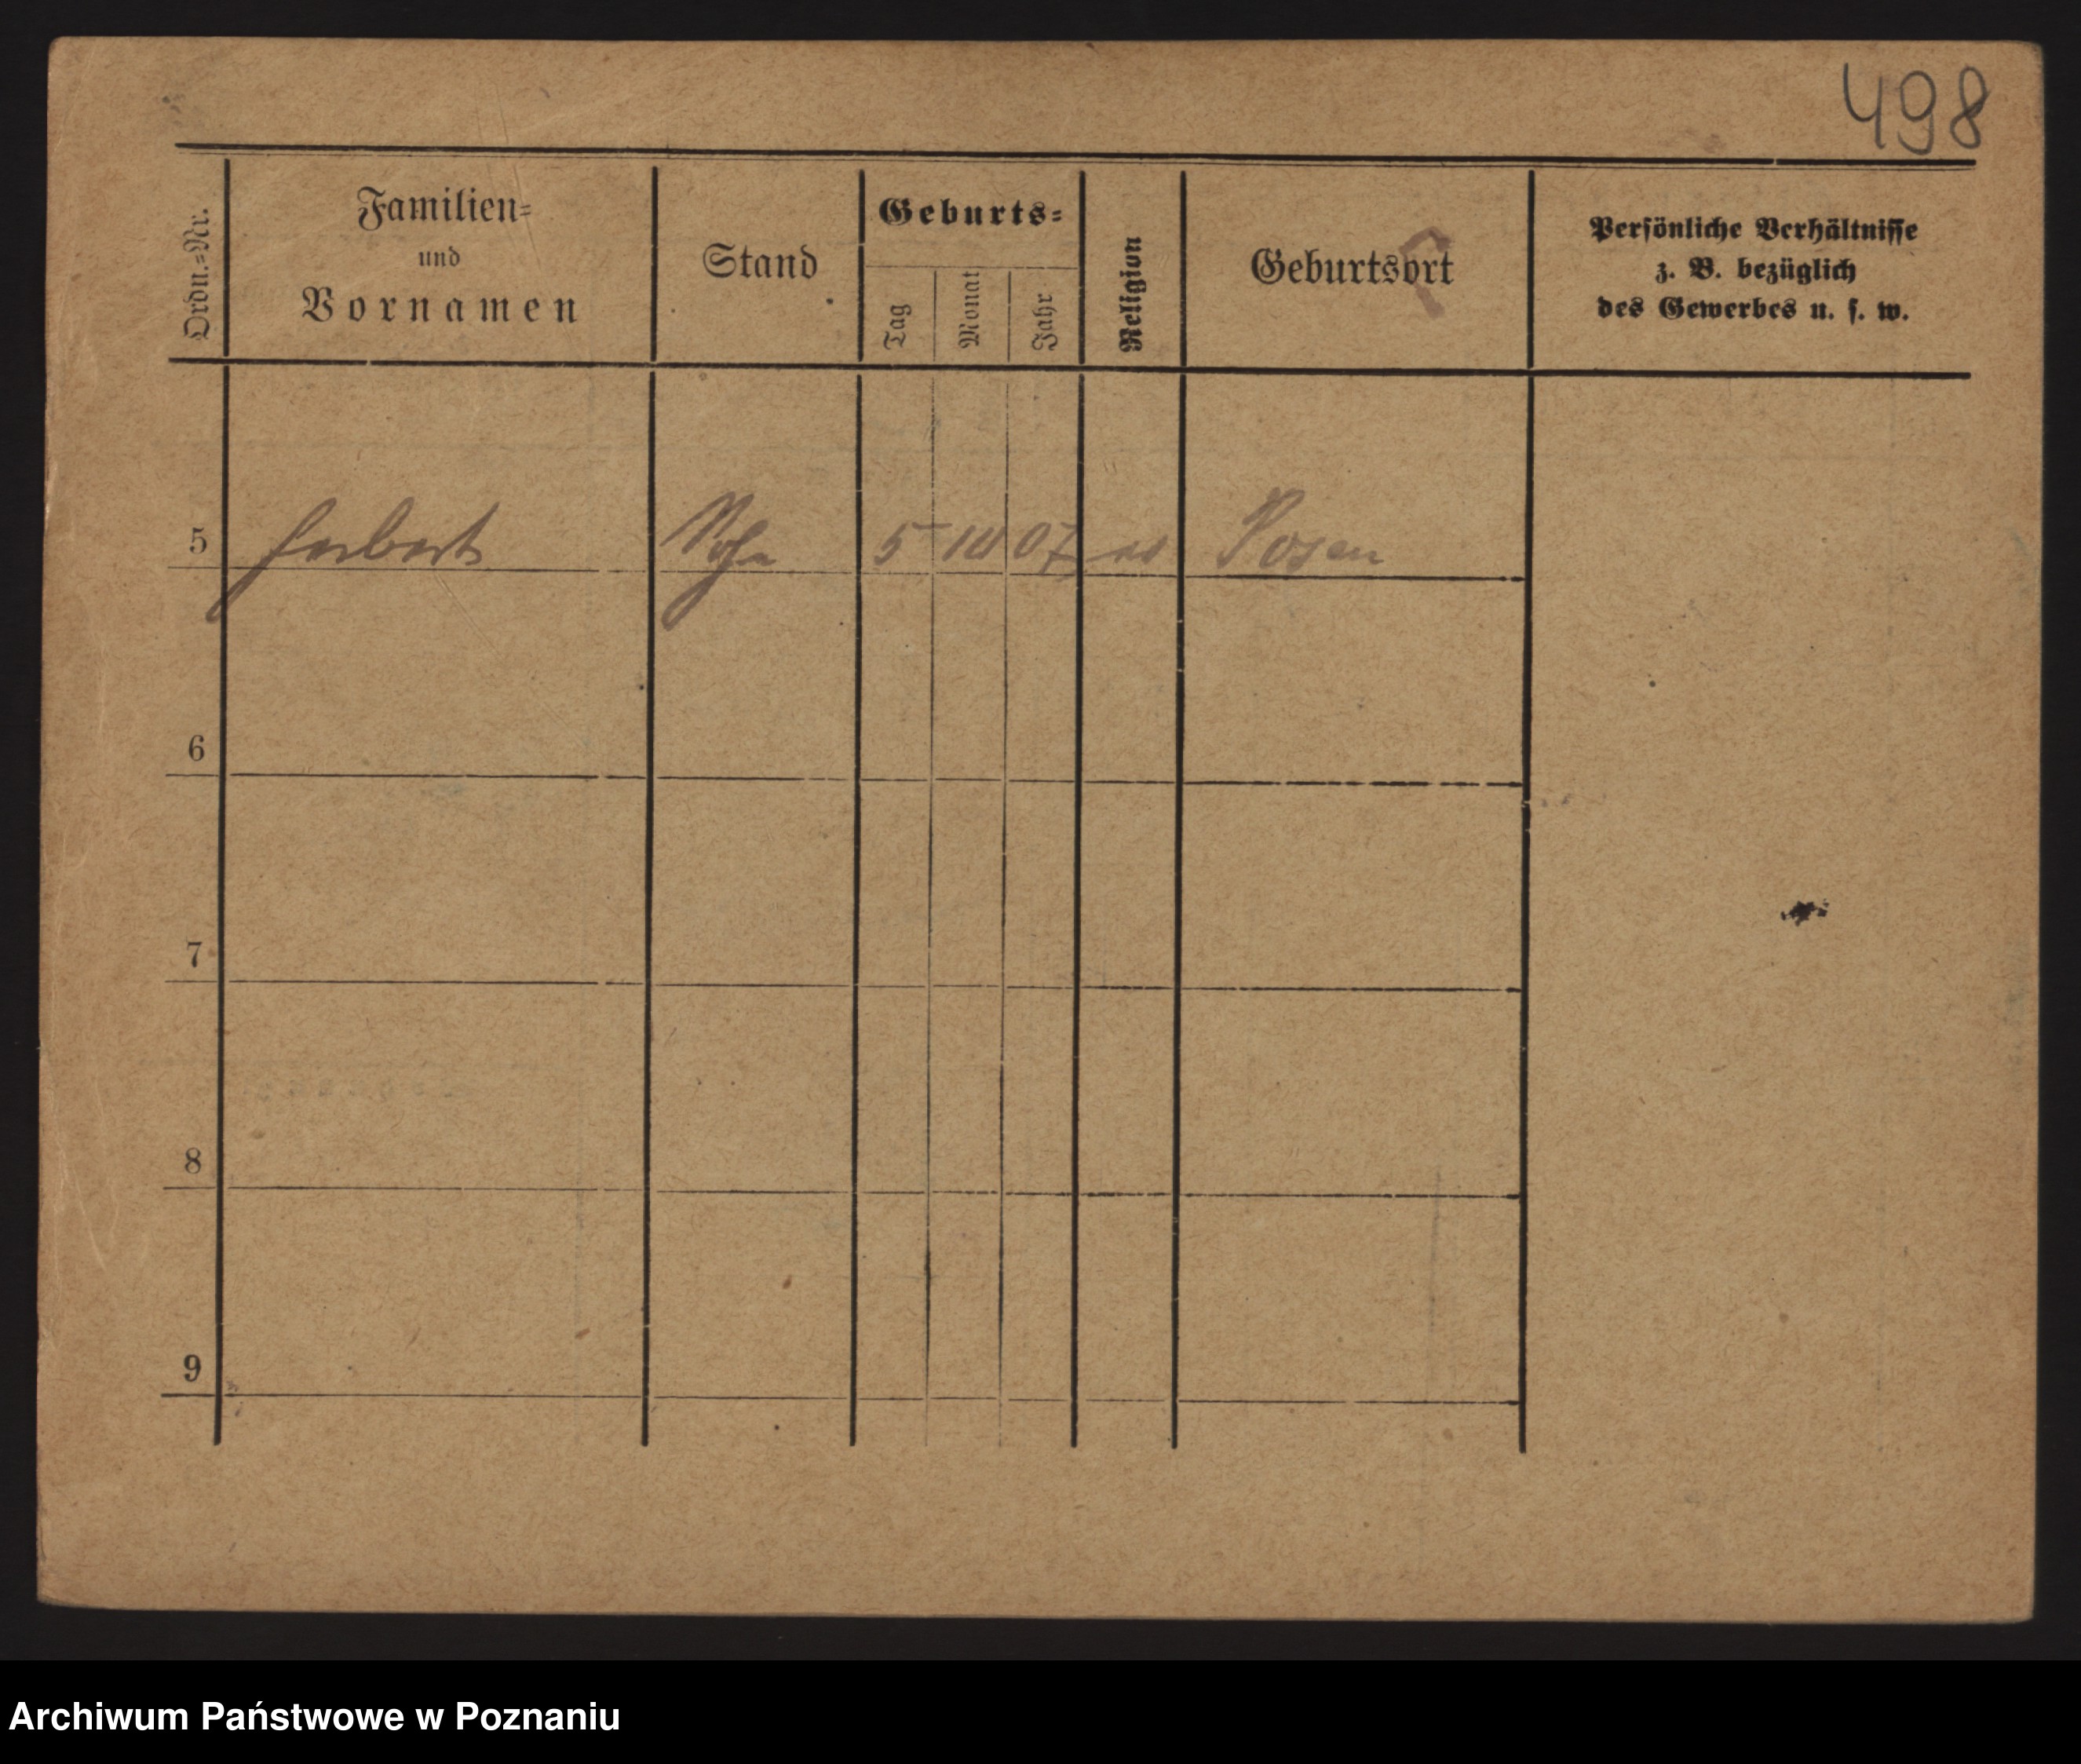 498
Ordn.=Nr.
Familien=
und
Vornamen
Stand
Geburts=
Tag
Monat
Jahr
Religion
Geburtsort
Persönliche Verhältnisse
z. B. bezüglich
des Gewerbes u. s. w.
5 Herbert Sohn 5 10 07 Posen
6
7
8
9
Archiwum Państwowe w Poznaniu